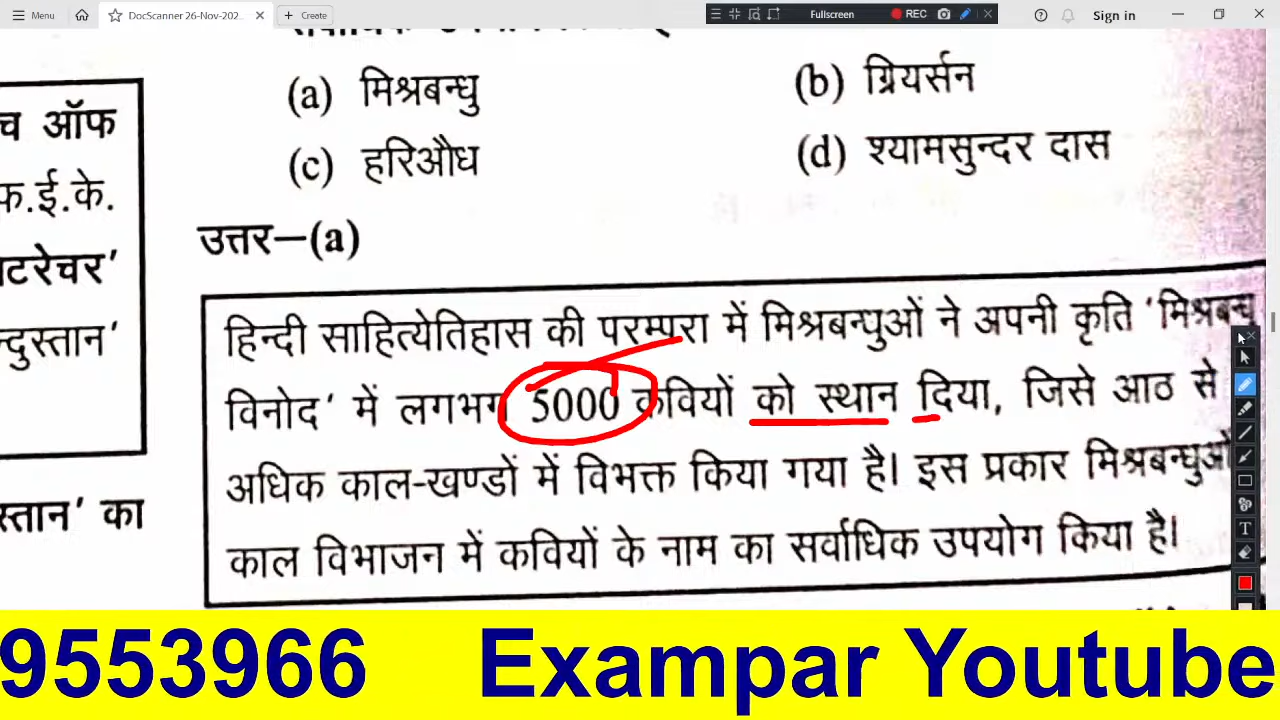 Menu
DocScanner 26-Nov-202...
Create
Fullscreen
REC
Sign in
(a) मिश्रबन्धु
(b) ग्रियर्सन
(c) हरिऔध
(d) श्यामसुन्दर दास
उत्तर–(a)
च ऑफ
फ.ई.के.
टरेचर’
न्दुस्तान’
स्तान’ का
हिन्दी साहित्येतिहास की परम्परा में मिश्रबन्धुओं ने अपनी कृति ‘मिश्रबन्धु
विनोद’ में लगभग 5000 कवियों को स्थान दिया, जिसे आठ से
अधिक काल-खण्डों में विभक्त किया गया है। इस प्रकार मिश्रबन्धुओं
काल विभाजन में कवियों के नाम का सर्वाधिक उपयोग किया है।
9553966 Exampar Youtube